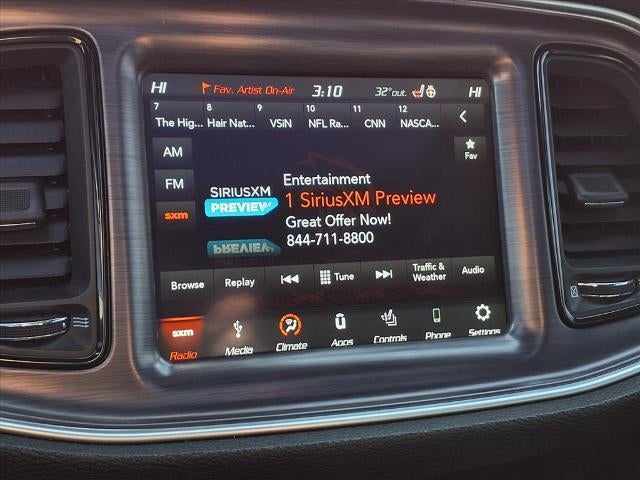 HI Fav. Artist On-Air 3:10 32°out. HI
7 8 9 10 11 12
The Hig... Hair Nat... VSiN NFL Ra... CNN NASCA...
AM
Fav
FM
sxm
SIRIUSXM
PREVIEW
Entertainment
1 SiriusXM Preview
Great Offer Now!
844-711-8800
Browse Replay Tune Traffic & Weather Audio
sxm
Radio Media Climate Apps Controls Phone Settings